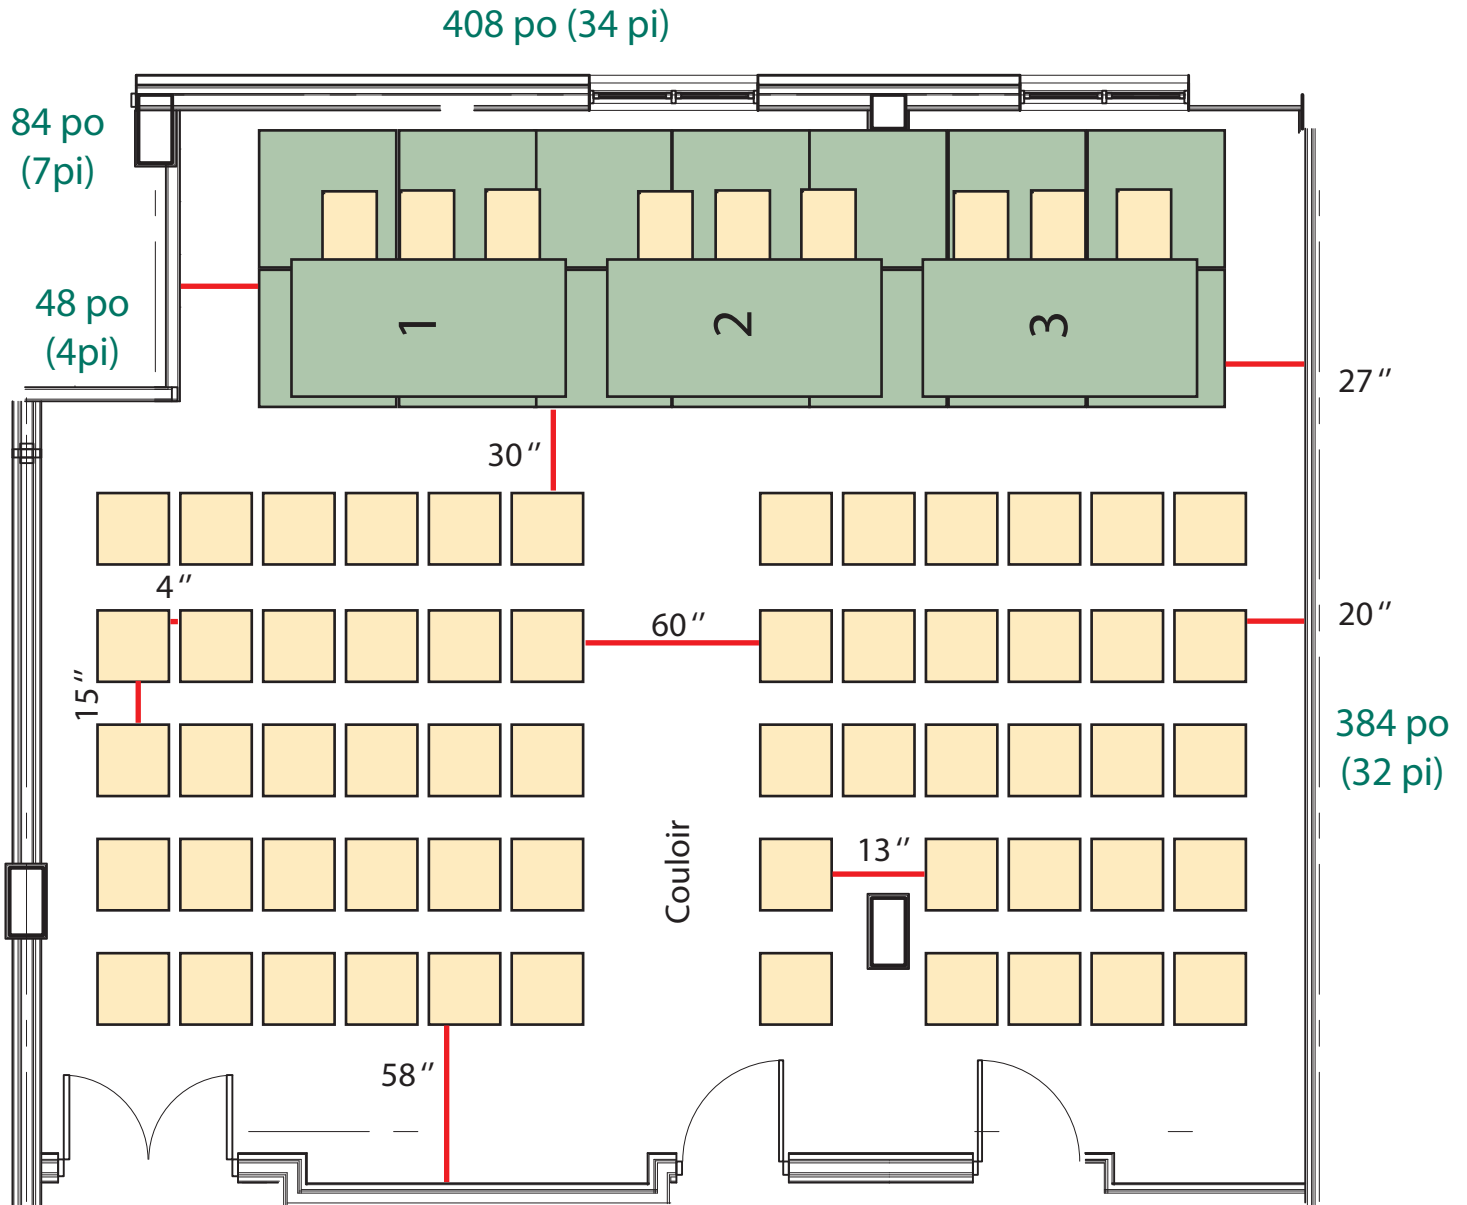 408 po (34 pi)
84 po
(7pi)
48 po
(4pi)
1
2
3
27″
30″
4″
60″
20″
15″
384 po
(32 pi)
Couloir
13″
58″